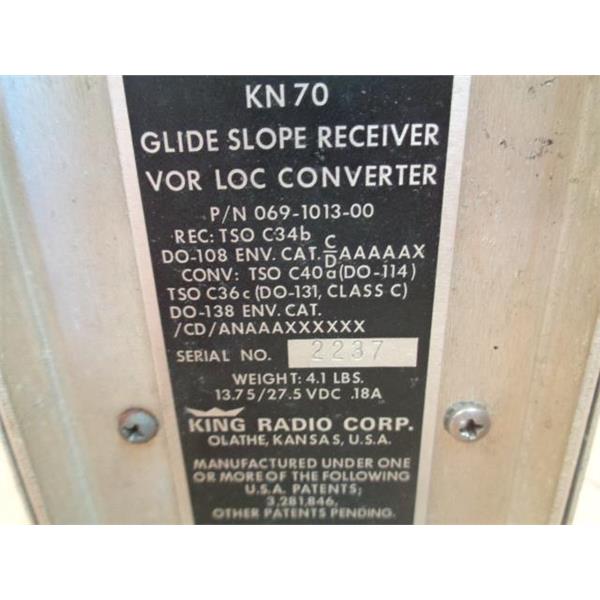 KN 70
GLIDE SLOPE RECEIVER
VOR LOC CONVERTER
P/N 069-1013-00
REC: TSO C34b
DO-108 ENV. CAT. C/D AAAAAX
CONV: TSO C40a (DO-114)
TSO C36c (DO-131, CLASS C)
DO-138 ENV. CAT.
/CD/ANAAAXXXXXX
SERIAL NO. 2237
WEIGHT: 4.1 LBS.
13.75/27.5 VDC .18A
KING RADIO CORP.
OLATHE, KANSAS, U.S.A.
MANUFACTURED UNDER ONE
OR MORE OF THE FOLLOWING
U.S.A. PATENTS;
3,281,846,
OTHER PATENTS PENDING.